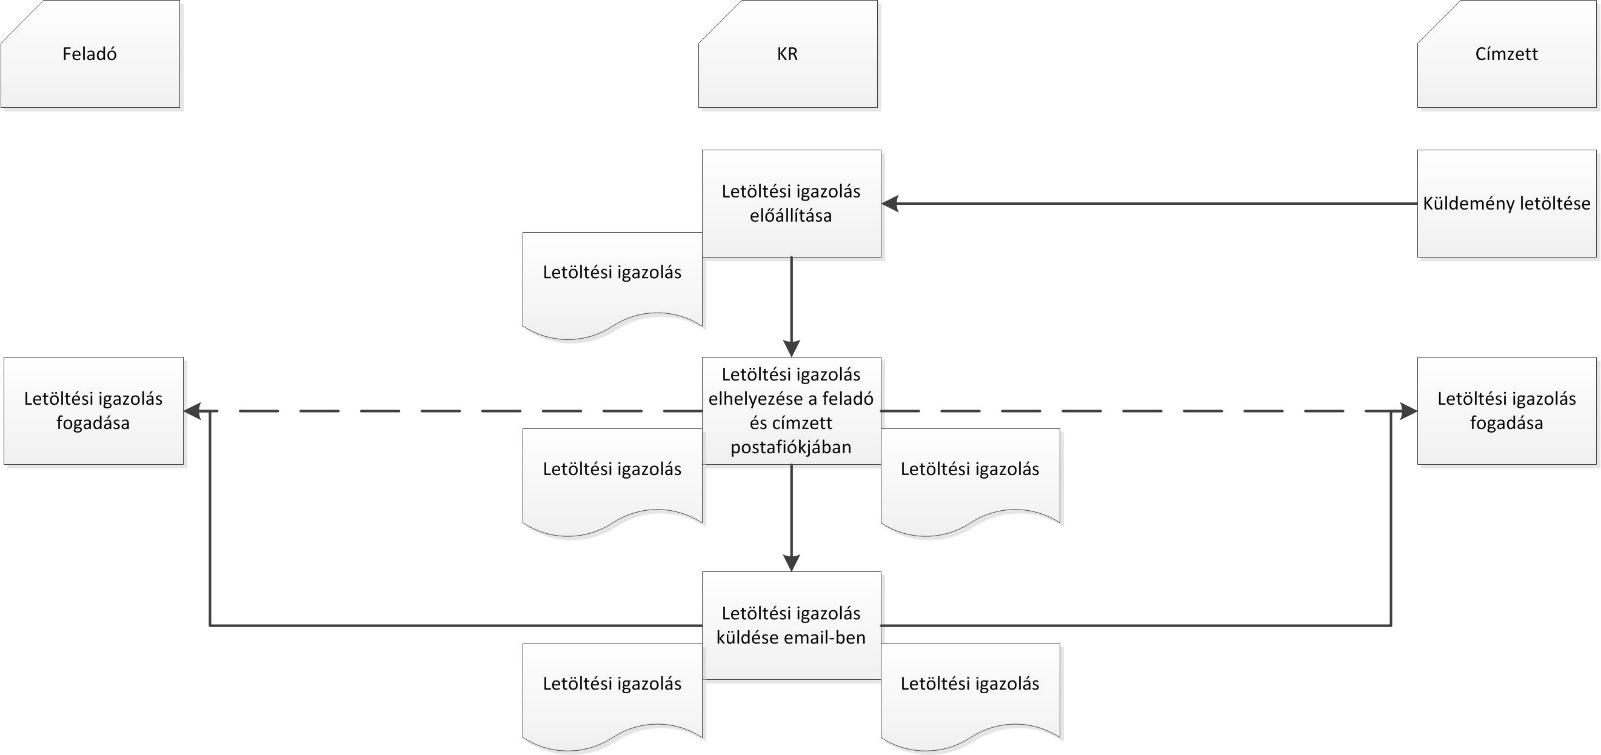 Feladó
KR
Címzett
Letöltési igazolás
előállítása
Küldemény letöltése
Letöltési igazolás
Letöltési igazolás
fogadása
Letöltési igazolás
elhelyezése a feladó
és címzett
postafiókjában
Letöltési igazolás
fogadása
Letöltési igazolás
Letöltési igazolás
Letöltési igazolás
küldése email-ben
Letöltési igazolás
Letöltési igazolás